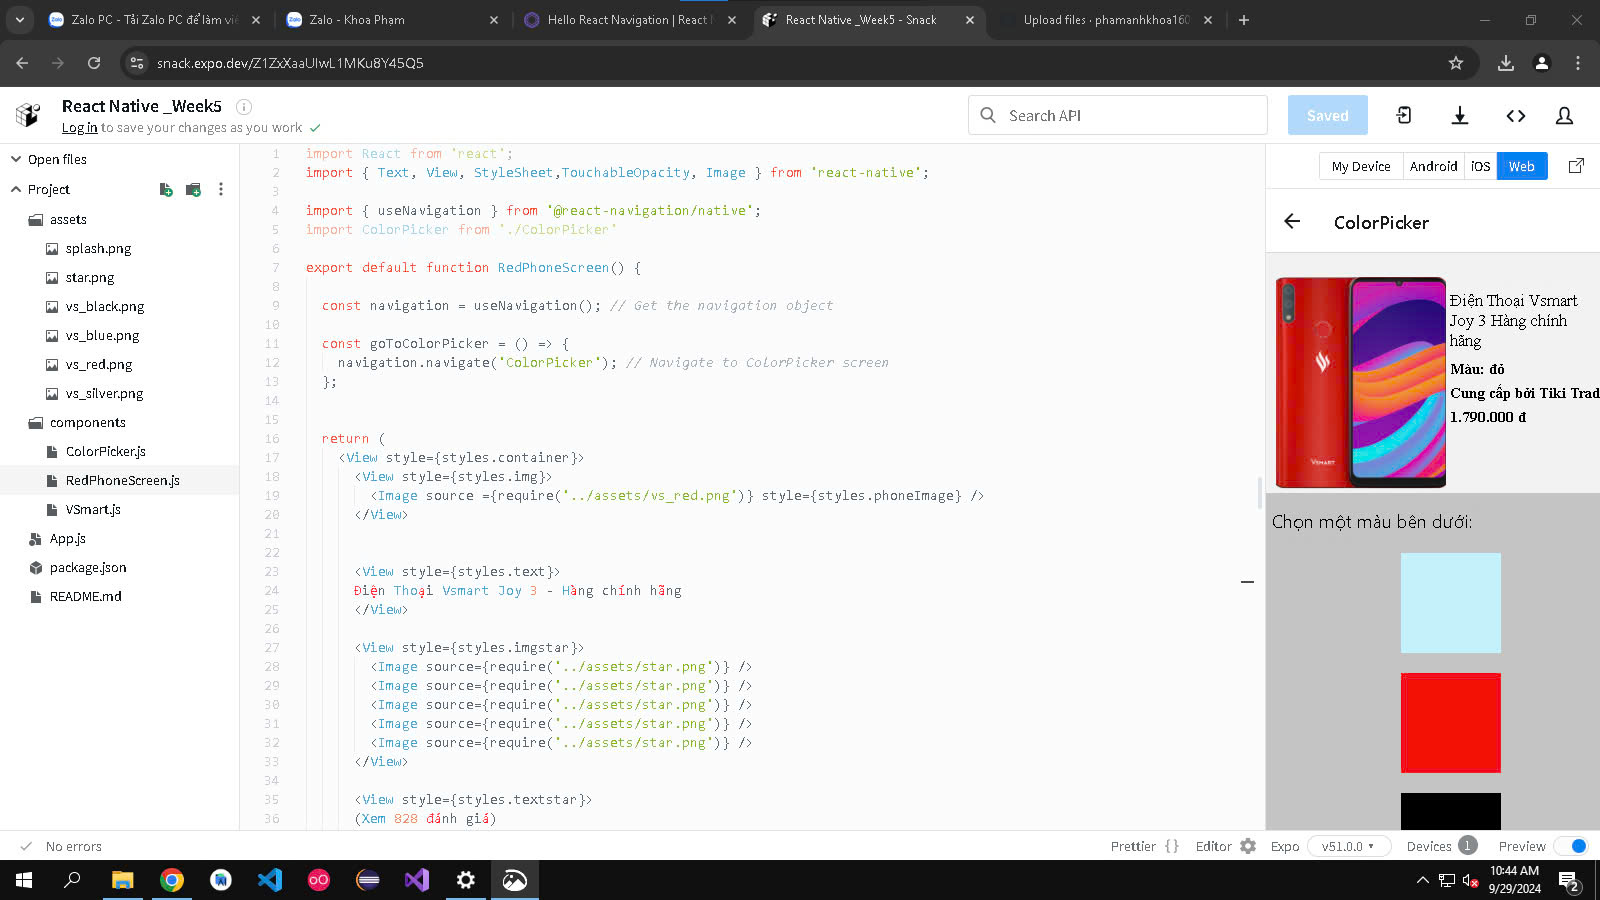 Zalo PC - Tải Zalo PC để làm việ
Zalo - Khoa Phạm
Hello React Navigation | React N
React Native _Week5 - Snack
Upload files · phamanhkhoa160
snack.expo.dev/Z1ZxXaaUIwL1MKu8Y45Q5
React Native _Week5
Log in to save your changes as you work
Search API
Saved
Open files
Project
assets
splash.png
star.png
vs_black.png
vs_blue.png
vs_red.png
vs_silver.png
components
ColorPicker.js
RedPhoneScreen.js
VSmart.js
App.js
package.json
README.md
1 import React from 'react';
2 import { Text, View, StyleSheet,TouchableOpacity, Image } from 'react-native';
3
4 import { useNavigation } from '@react-navigation/native';
5 import ColorPicker from './ColorPicker'
6
7 export default function RedPhoneScreen() {
8
9 const navigation = useNavigation(); // Get the navigation object
10
11 const goToColorPicker = () => {
12 navigation.navigate('ColorPicker'); // Navigate to ColorPicker screen
13 };
14
15
16 return (
17 <View style={styles.container}>
18 <View style={styles.img}>
19 <Image source ={require('../assets/vs_red.png')} style={styles.phoneImage} />
20 </View>
21
22
23 <View style={styles.text}>
24 Điện Thoại Vsmart Joy 3 - Hàng chính hãng
25 </View>
26
27 <View style={styles.imgstar}>
28 <Image source={require('../assets/star.png')} />
29 <Image source={require('../assets/star.png')} />
30 <Image source={require('../assets/star.png')} />
31 <Image source={require('../assets/star.png')} />
32 <Image source={require('../assets/star.png')} />
33 </View>
34
35 <View style={styles.textstar}>
36 (Xem 828 đánh giá)
My Device
Android
iOS
Web
ColorPicker
VSMART
Điện Thoại Vsmart
Joy 3 Hàng chính
hãng
Màu: đỏ
Cung cấp bởi Tiki Trad
1.790.000 đ
Chọn một màu bên dưới:
No errors
Prettier {}
Editor
Expo
v51.0.0
Devices 1
Preview
10:44 AM
9/29/2024
2